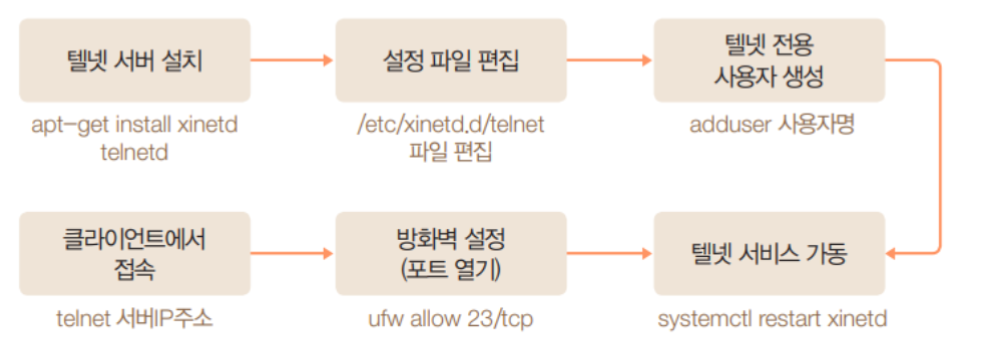 텔넷 서버 설치
apt-get install xinetd
telnetd
설정 파일 편집
/etc/xinetd.d/telnet
파일 편집
텔넷 전용
사용자 생성
adduser 사용자명
클라이언트에서
접속
telnet 서버IP주소
방화벽 설정
(포트 열기)
ufw allow 23/tcp
텔넷 서비스 가동
systemctl restart xinetd